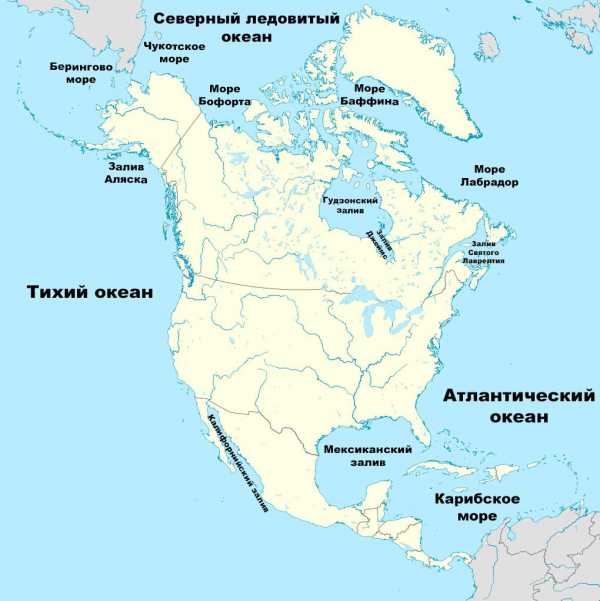 Северный ледовитый
океан
Чукотское
море
Берингово
море
Море
Бофорта
Море
Баффина
Залив
Аляска
Море
Лабрадор
Гудзонский
залив
Залив
Джеймс
Залив
Святого
Лаврентия
Тихий океан
Атлантический
океан
Калифорнийский залив
Мексиканский
залив
Карибское
море